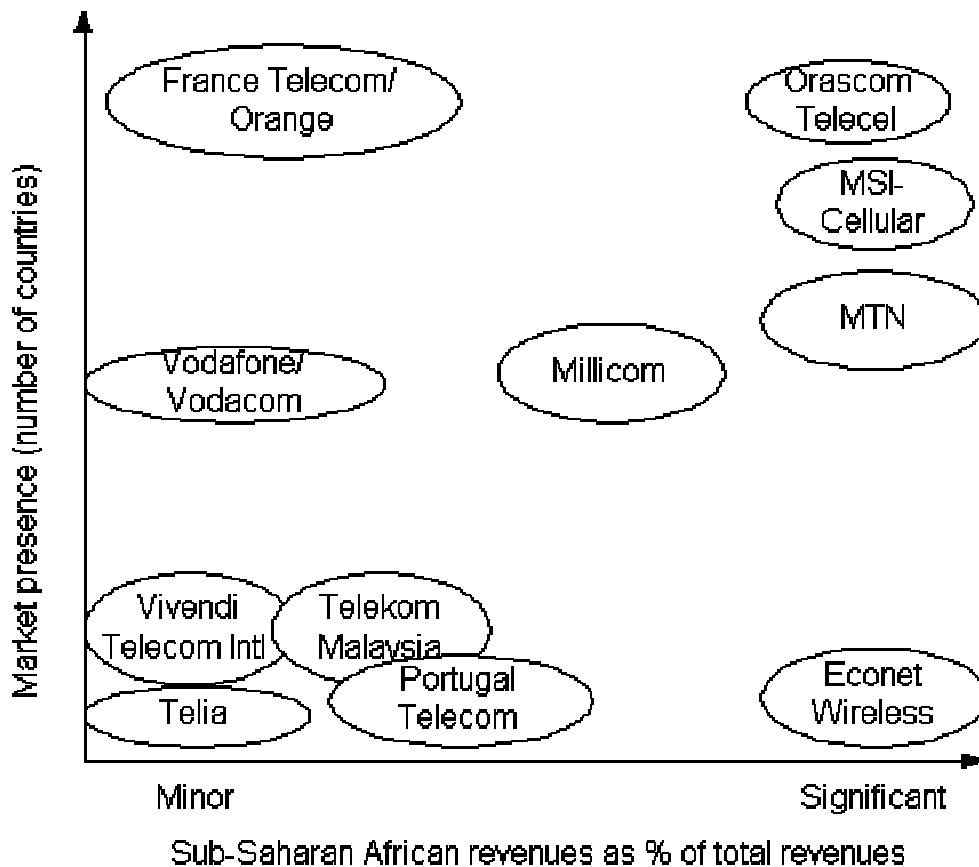 France Telecom/
Orange
Orascom
Telecel
MSI-
Cellular
MTN
Vodafone/
Vodacom
Millicom
Vivendi
Telecom Intl
Telekom
Malaysia
Portugal
Telecom
Telia
Econet
Wireless
Market presence (number of countries)
Minor
Significant
Sub-Saharan African revenues as % of total revenues